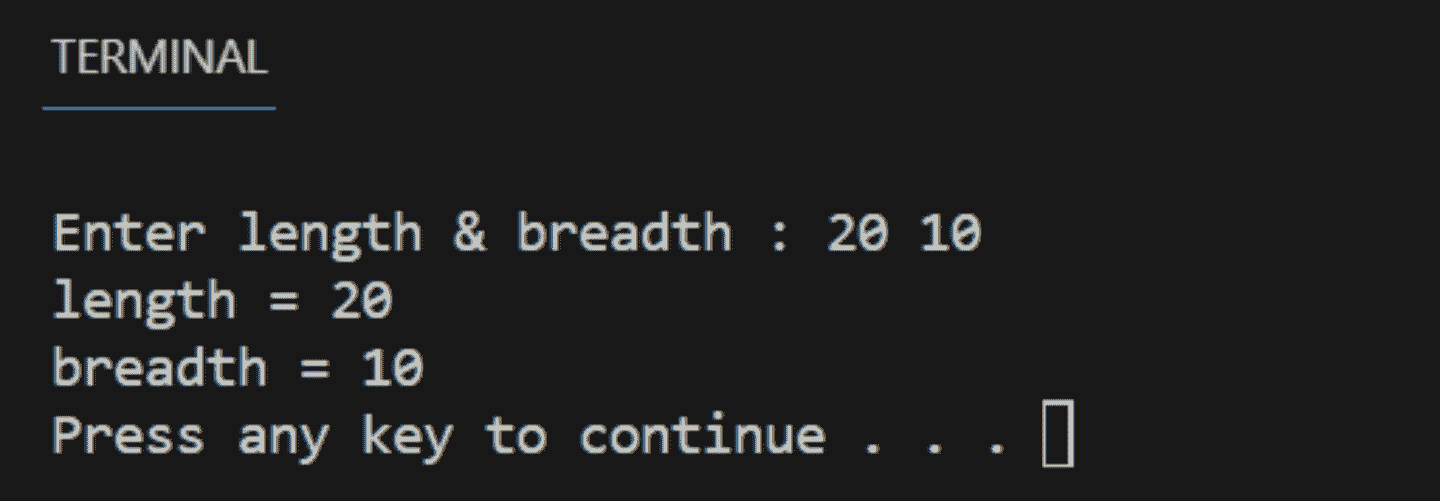 TERMINAL
Enter length & breadth : 20 10
length = 20
breadth = 10
Press any key to continue . . .